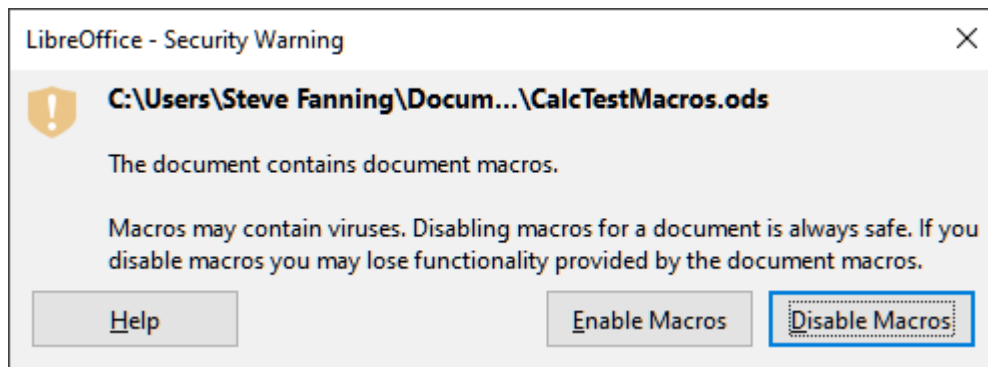 LibreOffice - Security Warning
C:\Users\Steve Fanning\Docum...\CalcTestMacros.ods
The document contains document macros.
Macros may contain viruses. Disabling macros for a document is always safe. If you
disable macros you may lose functionality provided by the document macros.
Help
Enable Macros
Disable Macros